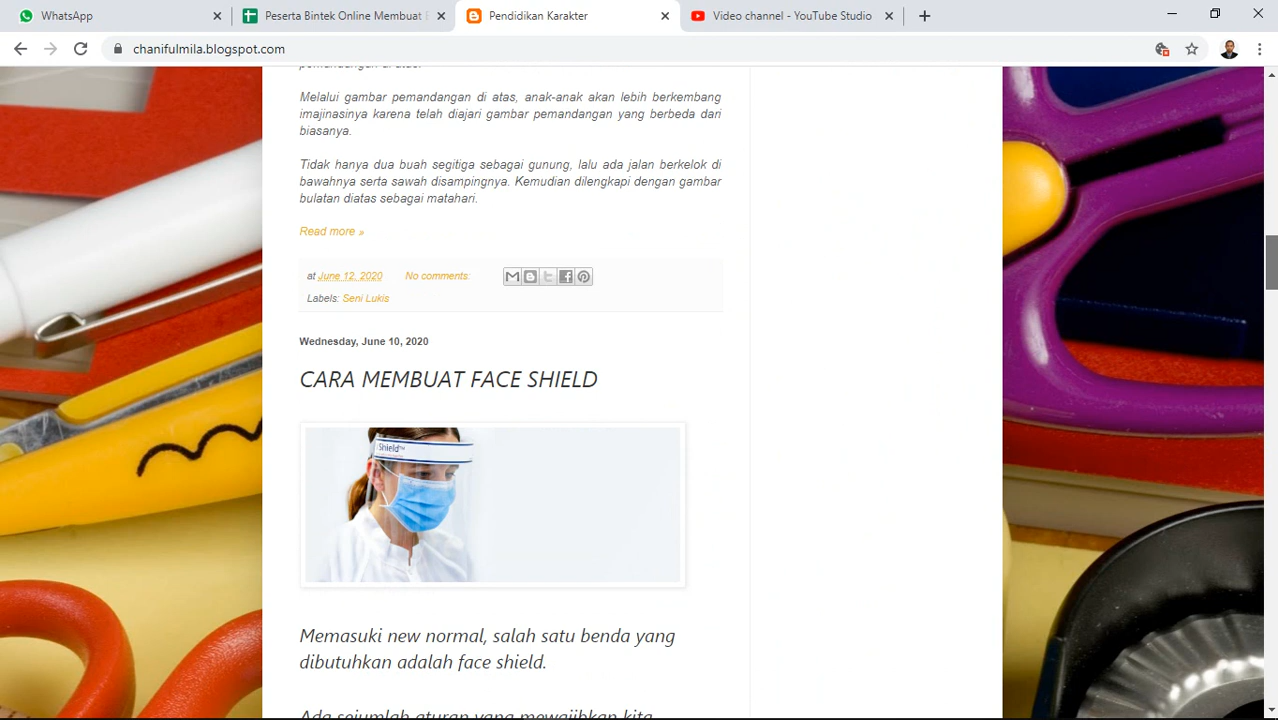 WhatsApp
Peserta Bintek Online Membuat
Pendidikan Karakter
Video channel - YouTube Studio
chanifulmila.blogspot.com
Melalui gambar pemandangan di atas, anak-anak akan lebih berkembang
imajinasinya karena telah diajari gambar pemandangan yang berbeda dari
biasanya.
Tidak hanya dua buah segitiga sebagai gunung, lalu ada jalan berkelok di
bawahnya serta sawah disampingnya. Kemudian dilengkapi dengan gambar
bulatan diatas sebagai matahari.
Read more »
at June 12, 2020 No comments:
Labels: Seni Lukis
Wednesday, June 10, 2020
CARA MEMBUAT FACE SHIELD
Shield™
Memasuki new normal, salah satu benda yang
dibutuhkan adalah face shield.
Ada sejumlah aturan yang mewajibkan kita